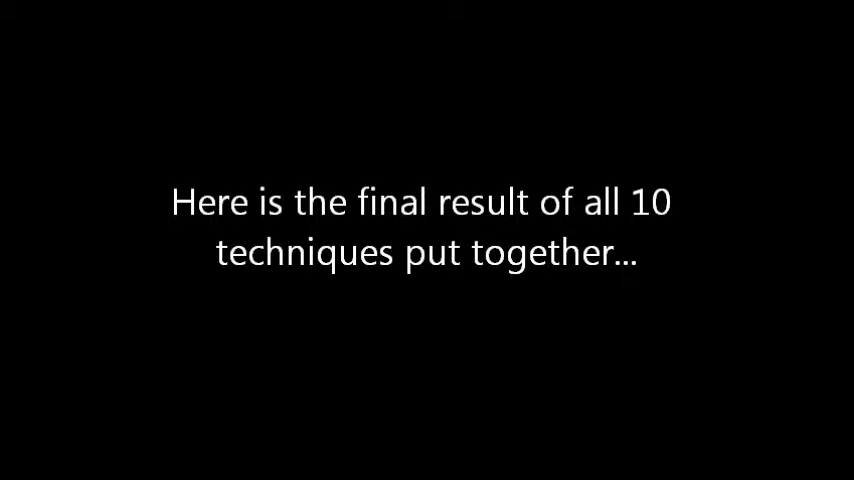 Here is the final result of all 10
techniques put together...